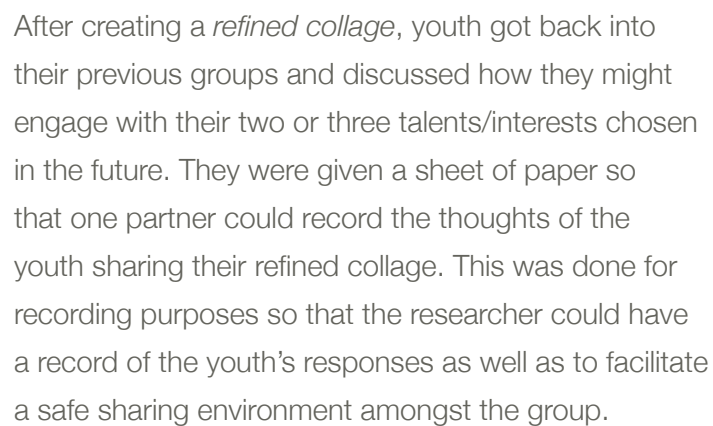 After creating a refined collage, youth got back into
their previous groups and discussed how they might
engage with their two or three talents/interests chosen
in the future. They were given a sheet of paper so
that one partner could record the thoughts of the
youth sharing their refined collage. This was done for
recording purposes so that the researcher could have
a record of the youth’s responses as well as to facilitate
a safe sharing environment amongst the group.